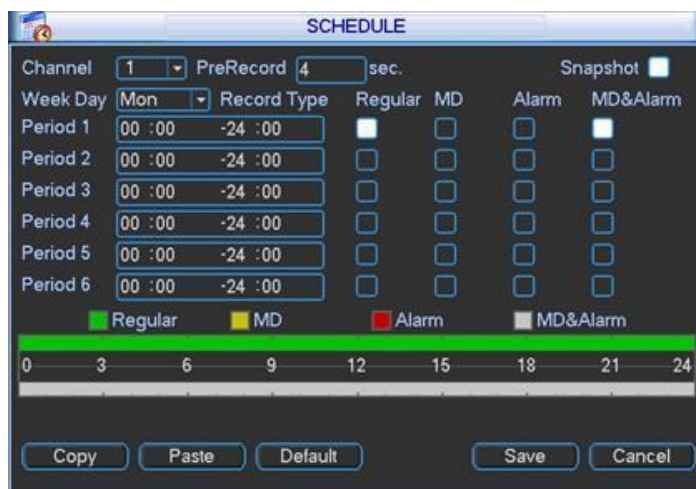 SCHEDULE
Channel 1 PreRecord 4 sec. Snapshot
Week Day Mon Record Type Regular MD Alarm MD&Alarm
Period 1 00 :00 -24 :00
Period 2 00 :00 -24 :00
Period 3 00 :00 -24 :00
Period 4 00 :00 -24 :00
Period 5 00 :00 -24 :00
Period 6 00 :00 -24 :00
Regular MD Alarm MD&Alarm
0 3 6 9 12 15 18 21 24
Copy Paste Default Save Cancel